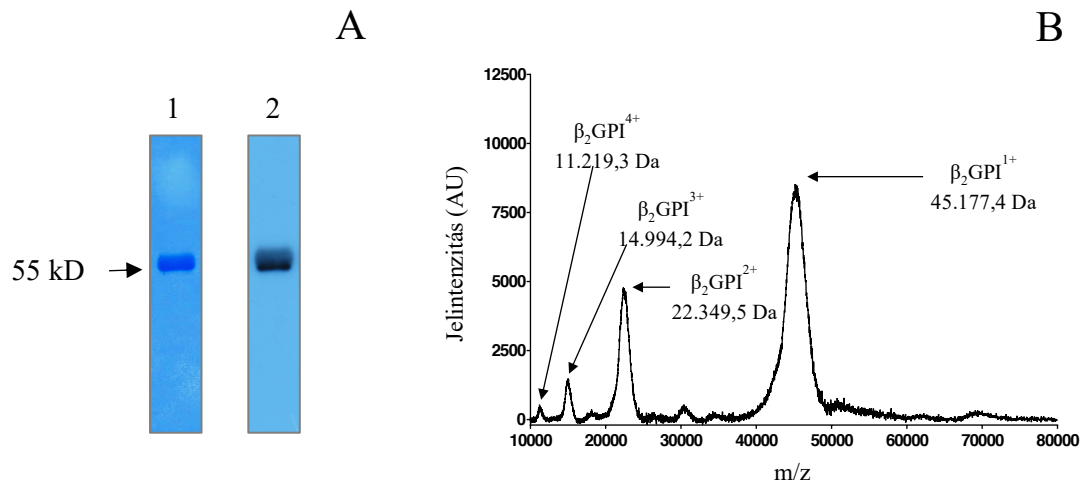 A
B
1
2
55 kD
12500
10000
7500
5000
2500
0
Jelintenzitás (AU)
β₂GPI⁴⁺
11.219,3 Da
β₂GPI³⁺
14.994,2 Da
β₂GPI²⁺
22.349,5 Da
β₂GPI¹⁺
45.177,4 Da
10000 20000 30000 40000 50000 60000 70000 80000
m/z